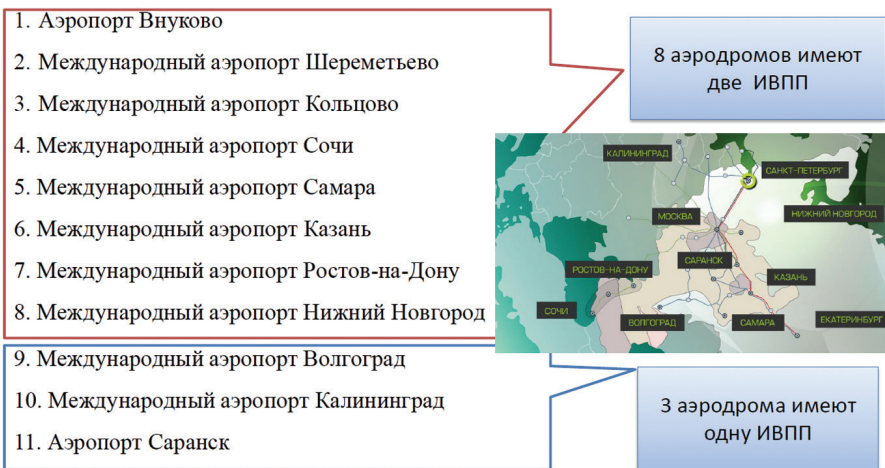 1. Аэропорт Внуково
2. Международный аэропорт Шереметьево
3. Международный аэропорт Кольцово
4. Международный аэропорт Сочи
5. Международный аэропорт Самара
6. Международный аэропорт Казань
7. Международный аэропорт Ростов-на-Дону
8. Международный аэропорт Нижний Новгород
8 аэродромов имеют
две ИВПП
КАЛИНИНГРАД
САНКТ-ПЕТЕРБУРГ
МОСКВА
НИЖНИЙ НОВГОРОД
САРАНСК
РОСТОВ-НА-ДОНУ
КАЗАНЬ
СОЧИ
ВОЛГОГРАД
САМАРА
ЕКАТЕРИНБУРГ
9. Международный аэропорт Волгоград
10. Международный аэропорт Калининград
11. Аэропорт Саранск
3 аэродрома имеют
одну ИВПП